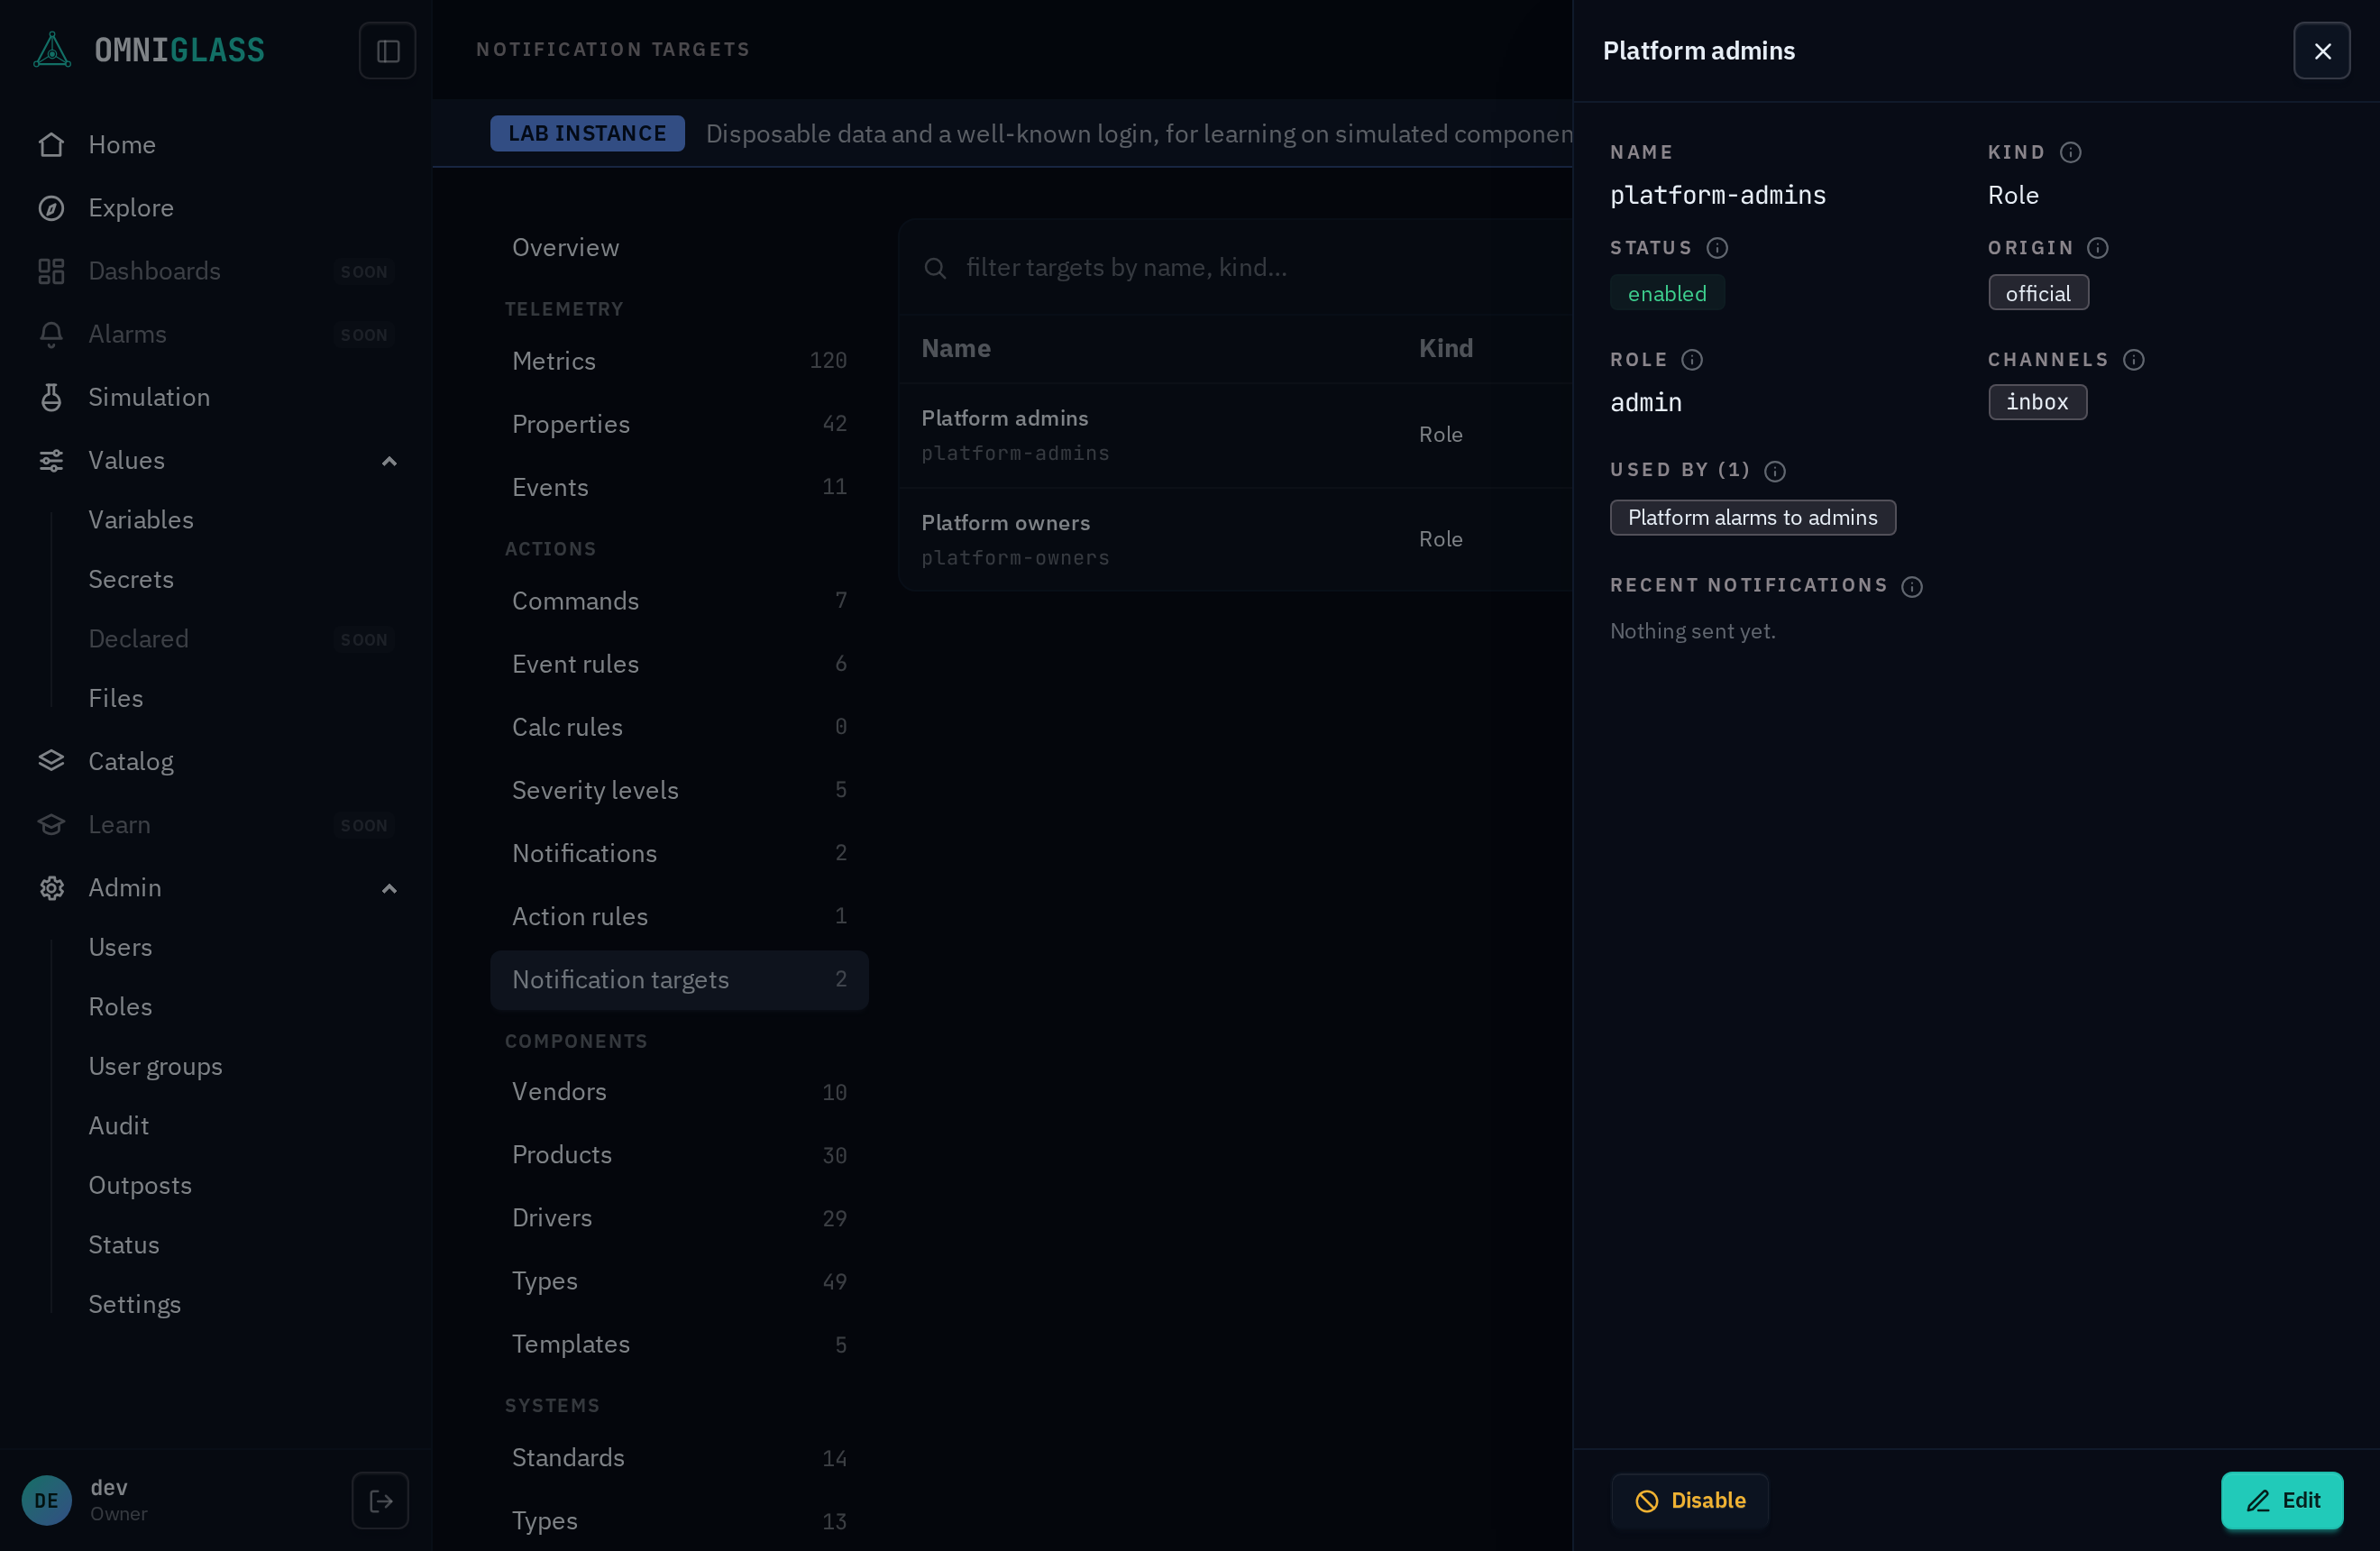 OMNIGLASS
Home
Explore
Dashboards SOON
Alarms SOON
Simulation
Values
Variables
Secrets
Declared SOON
Files
Catalog
Learn SOON
Admin
Users
Roles
User groups
Audit
Outposts
Status
Settings
DE dev
Owner
NOTIFICATION TARGETS
LAB INSTANCE Disposable data and a well-known login, for learning on simulated componen
Overview
TELEMETRY
Metrics 120
Properties 42
Events 11
ACTIONS
Commands 7
Event rules 6
Calc rules 0
Severity levels 5
Notifications 2
Action rules 1
Notification targets 2
COMPONENTS
Vendors 10
Products 30
Drivers 29
Types 49
Templates 5
SYSTEMS
Standards 14
Types 13
filter targets by name, kind...
Name Kind
Platform admins
platform-admins
Role
Platform owners
platform-owners
Role
Platform admins
NAME KIND
platform-admins Role
STATUS ORIGIN
enabled official
ROLE CHANNELS
admin inbox
USED BY (1)
Platform alarms to admins
RECENT NOTIFICATIONS
Nothing sent yet.
Disable Edit